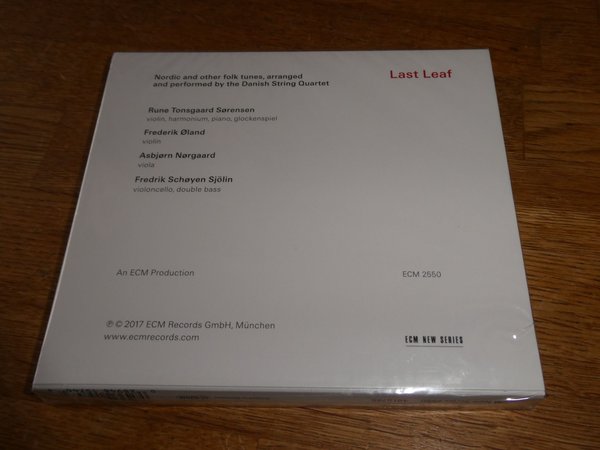 Nordic and other folk tunes, arranged
and performed by the Danish String Quartet
Last Leaf
Rune Tonsgaard Sørensen
violin, harmonium, piano, glockenspiel
Frederik Øland
violin
Asbjørn Nørgaard
viola
Fredrik Schøyen Sjölin
violoncello, double bass
An ECM Production
ECM 2550
℗ © 2017 ECM Records GmbH, München
www.ecmrecords.com
ECM NEW SERIES